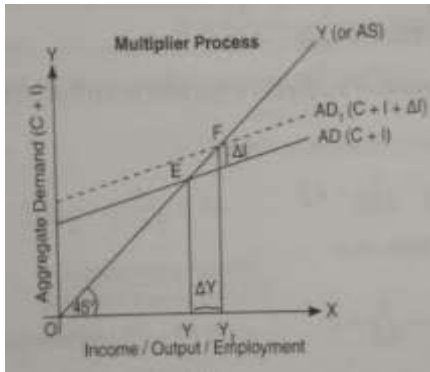 Multiplier Process
Y
Y (or AS)
AD₁ (C + I + ΔI)
AD (C + I)
F
ΔI
E
Aggregate Demand (C + I)
ΔY
45°
O
Y Y₁
X
Income / Output / Employment